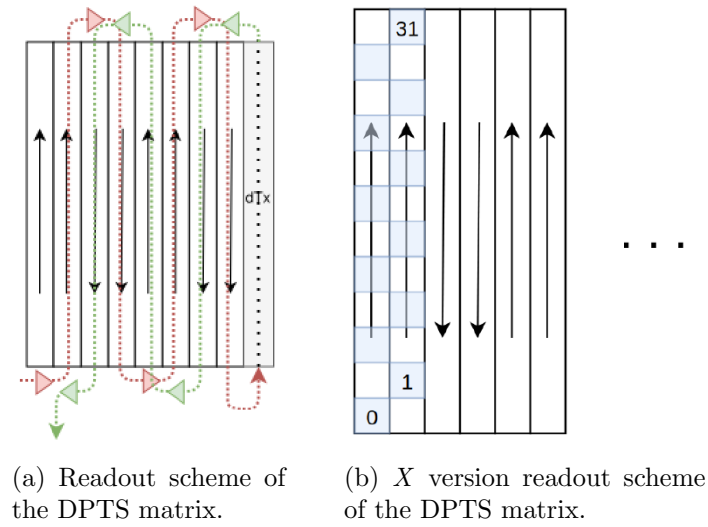 31
dTx
1
0
. . .
(a) Readout scheme of
the DPTS matrix.
(b) X version readout scheme
of the DPTS matrix.